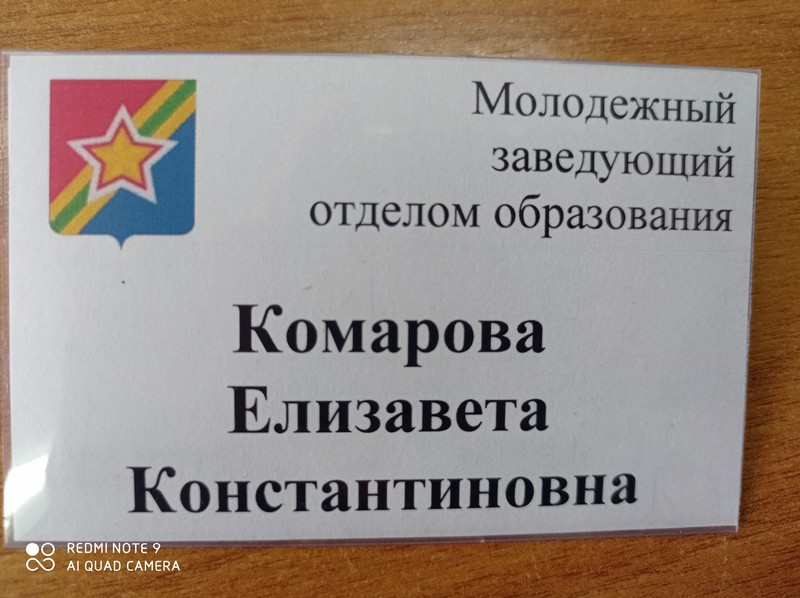 Молодежный
заведующий
отделом образования
Комарова
Елизавета
Константиновна
REDMI NOTE 9
AI QUAD CAMERA